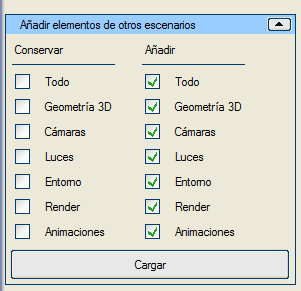 Añadir elementos de otros escenarios
Conservar Añadir
Todo Todo
Geometría 3D Geometría 3D
Cámaras Cámaras
Luces Luces
Entorno Entorno
Render Render
Animaciones Animaciones
Cargar